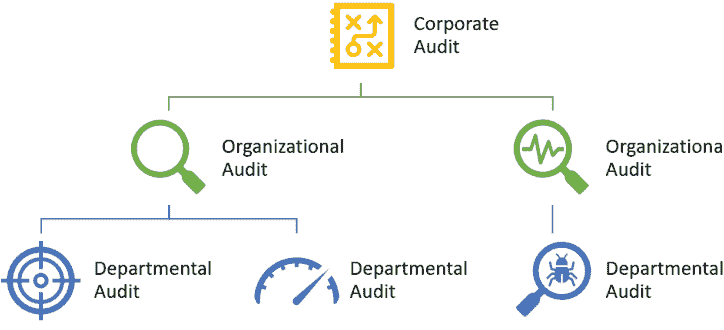 Corporate
Audit
Organizational
Audit
Organizationa
Audit
Departmental
Audit
Departmental
Audit
Departmental
Audit